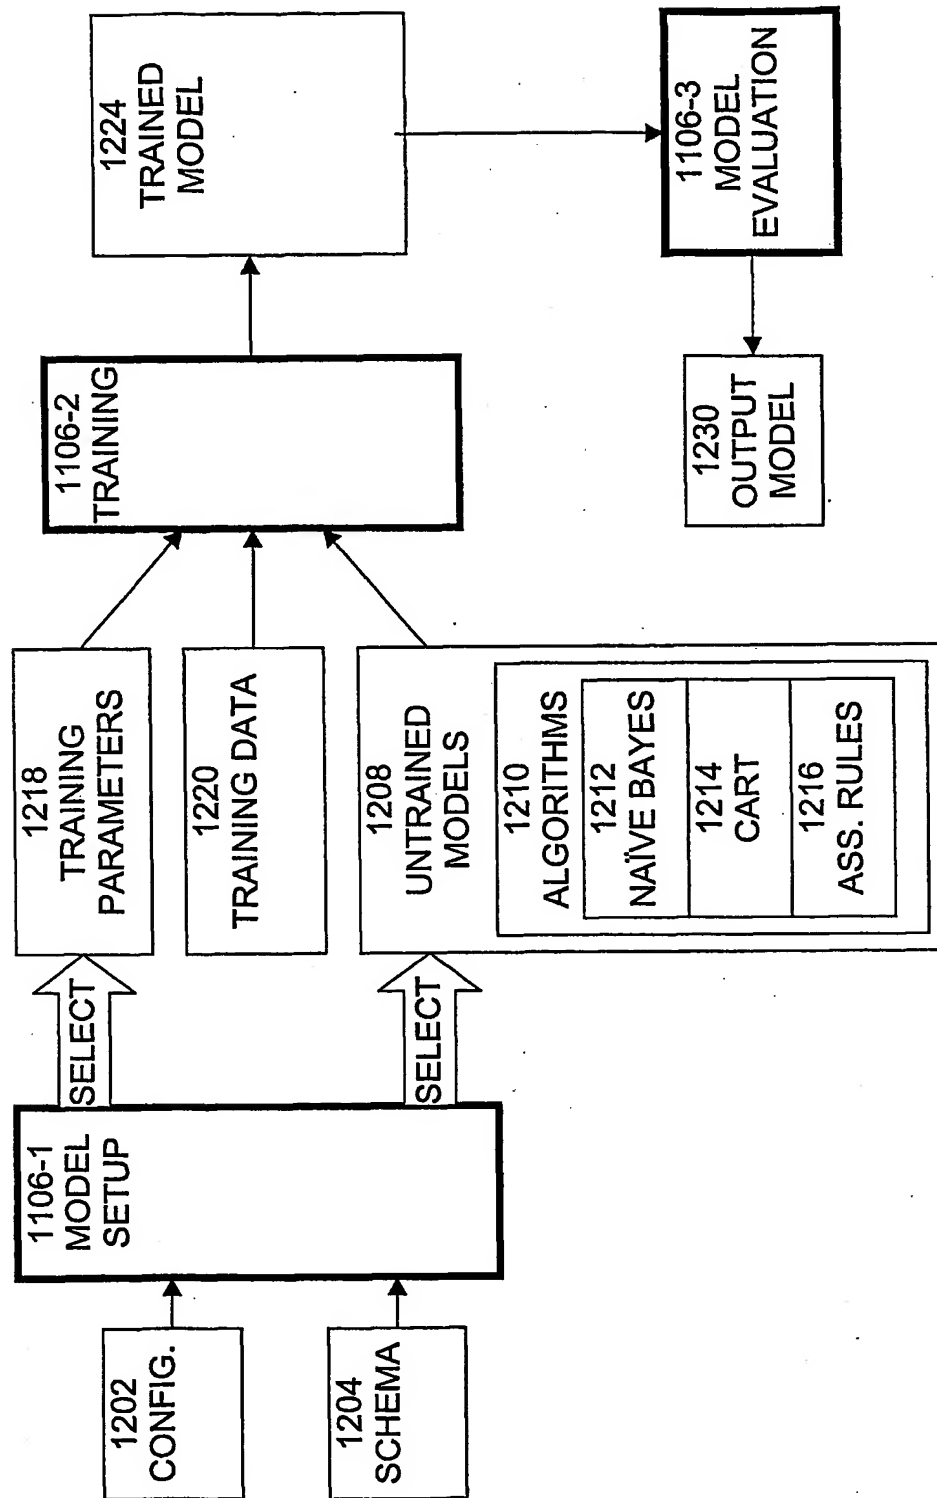 1202
CONFIG.
1204
SCHEMA
1106-1
MODEL
SETUP
SELECT
SELECT
1218
TRAINING
PARAMETERS
1220
TRAINING DATA
1208
UNTRAINED
MODELS
1210
ALGORITHMS
1212
NAÏVE BAYES
1214
CART
1216
ASS. RULES
1106-2
TRAINING
1224
TRAINED
MODEL
1106-3
MODEL
EVALUATION
1230
OUTPUT
MODEL